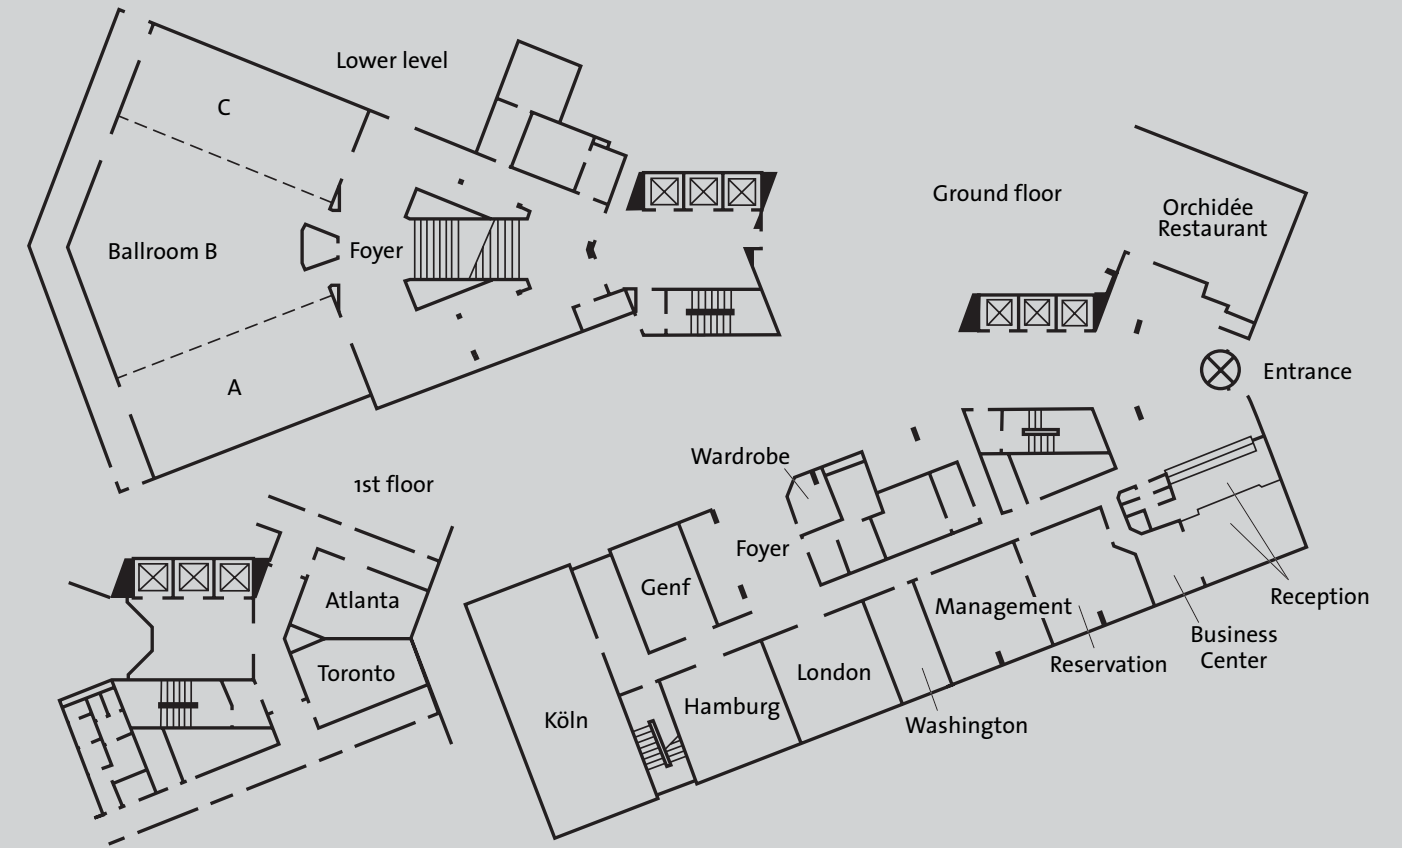 Lower level
C
Ballroom B
Foyer
A
Ground floor
Orchidée
Restaurant
Entrance
Wardrobe
Foyer
Genf
Management
Reception
Business
Center
Reservation
London
Washington
Hamburg
Köln
1st floor
Atlanta
Toronto